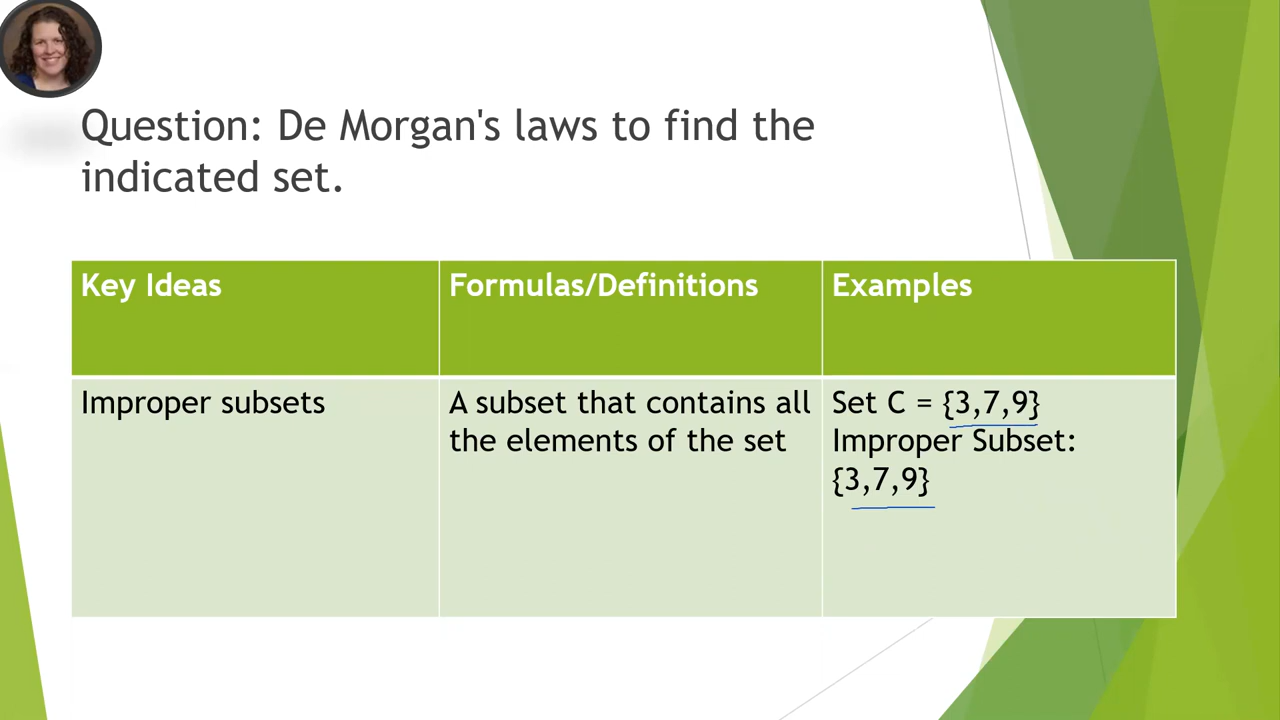 Question: De Morgan's laws to find the
indicated set.
Key Ideas
Formulas/Definitions
Examples
Improper subsets
A subset that contains all
the elements of the set
Set C = {3,7,9}
Improper Subset:
{3,7,9}